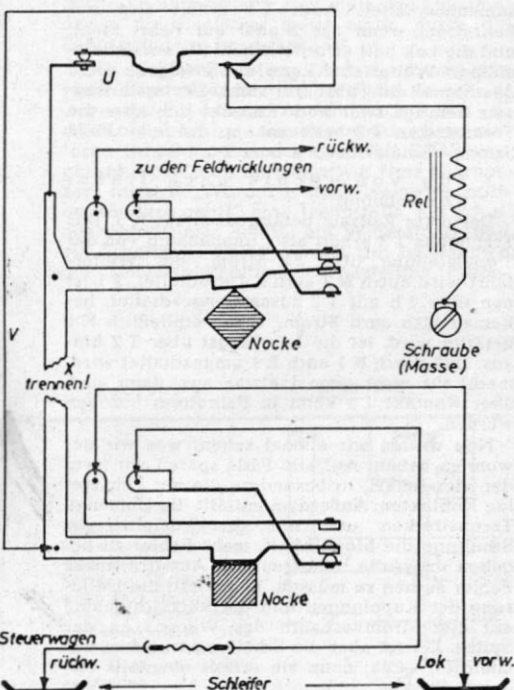 U
rückw.
zu den Feldwicklungen
vorw.
Rel
V
Nocke
Schraube
(Masse)
X
trennen!
Nocke
Steuerwagen
rückw.
Lok
vorw.
Schleifer